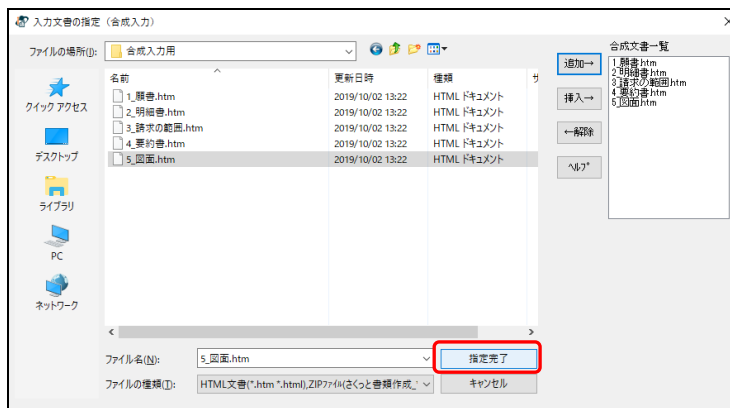 入力文書の指定（合成入力）
ファイルの場所(I):
合成入力用
名前
更新日時
種類
サ
1_願書.htm
2019/10/02 13:22
HTML ドキュメント
2_明細書.htm
2019/10/02 13:22
HTML ドキュメント
3_請求の範囲.htm
2019/10/02 13:22
HTML ドキュメント
4_要約書.htm
2019/10/02 13:22
HTML ドキュメント
5_図面.htm
2019/10/02 13:22
HTML ドキュメント
クイック アクセス
デスクトップ
ライブラリ
PC
ネットワーク
ファイル名(N):
5_図面.htm
指定完了
ファイルの種類(T):
HTML文書(*.htm *.html),ZIPファイル(さくっと書類作成_*
キャンセル
追加→
挿入→
←解除
ヘルプ
合成文書一覧
1_願書.htm
2_明細書.htm
3_請求の範囲.htm
4_要約書.htm
5_図面.htm